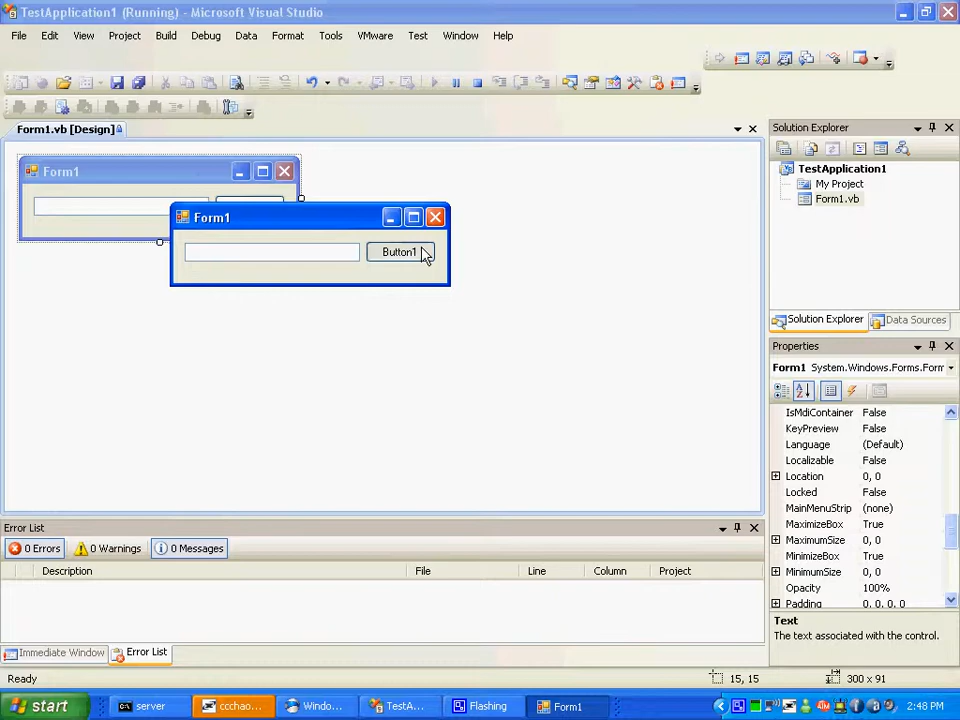 TestApplication1 (Running) - Microsoft Visual Studio
File Edit View Project Build Debug Data Format Tools VMware Test Window Help
Form1.vb [Design]
Form1
Form1
Button1
Solution Explorer
TestApplication1
My Project
Form1.vb
Solution Explorer Data Sources
Properties
Form1 System.Windows.Forms.Form
IsMdiContainer False
KeyPreview False
Language (Default)
Localizable False
Location 0, 0
Locked False
MainMenuStrip (none)
MaximizeBox True
MaximumSize 0, 0
MinimizeBox True
MinimumSize 0, 0
Opacity 100%
Padding 0, 0, 0, 0
Text
The text associated with the control.
Error List
0 Errors 0 Warnings 0 Messages
Description File Line Column Project
Immediate Window Error List
Ready 15, 15 300 x 91
start server ccchao... Windo... TestA... Flashing Form1 2:48 PM